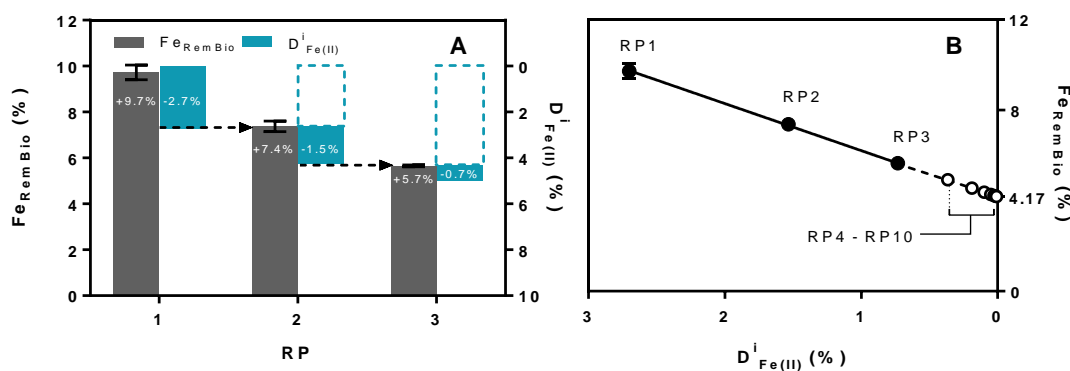 12
10
8
6
4
2
0
Fe RemBio (%)
Fe RemBio
D i Fe(II)
A
+9.7%
-2.7%
+7.4%
-1.5%
+5.7%
-0.7%
0
2
4
6
8
10
D i Fe(II) (%)
1 2 3
RP
B
RP1
RP2
RP3
RP4 - RP10
12
8
4.17
0
Fe RemBio (%)
3 2 1 0
D i Fe(II) (%)